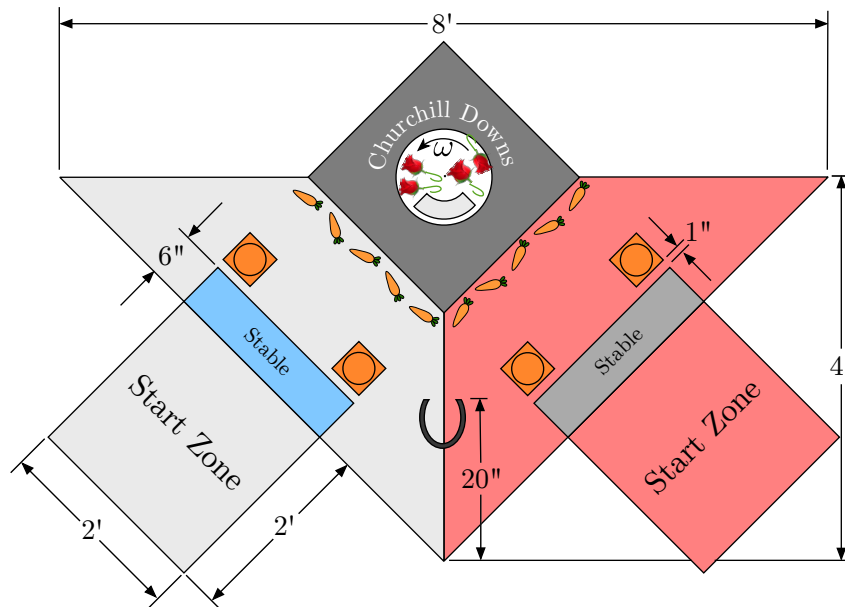 8'
Churchill Downs
ω
6"
1"
Stable
Stable
4
Start Zone
Start Zone
20"
2'
2'